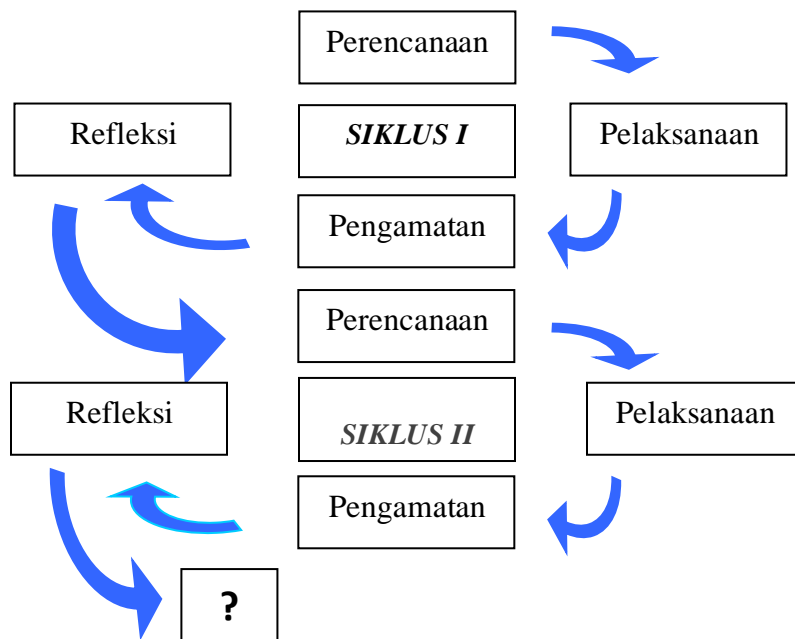 Perencanaan
Refleksi
SIKLUS I
Pelaksanaan
Pengamatan
Perencanaan
Refleksi
SIKLUS II
Pelaksanaan
Pengamatan
?